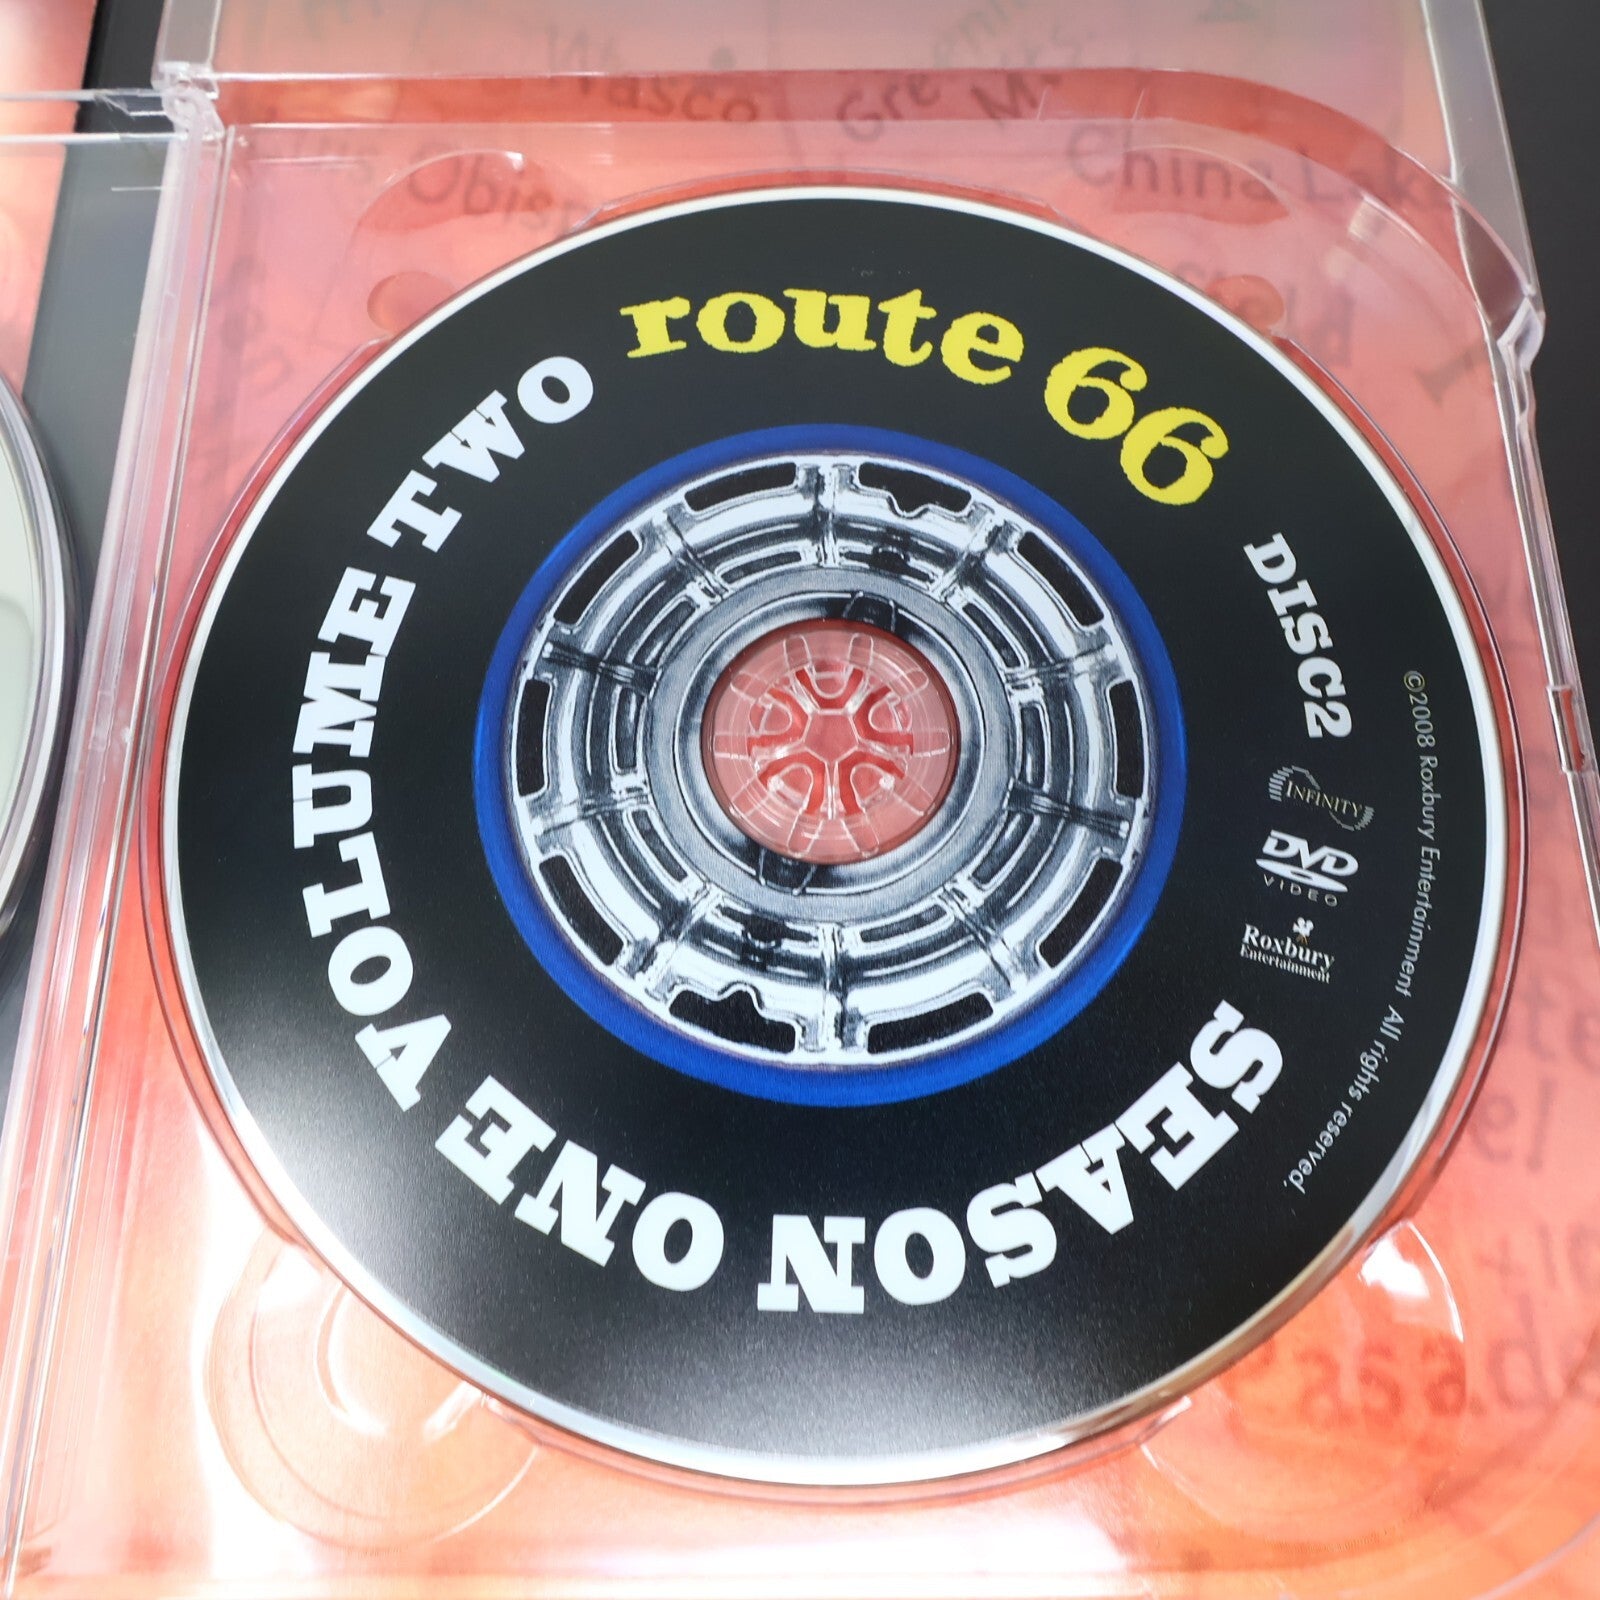 Wasco
Obisp
China Lake
route 66
DISC2
INFINITY
DVD
VIDEO
Roxbury
Entertainment
SEASON ONE VOLUME TWO
©2008 Roxbury Entertainment All rights reserved.